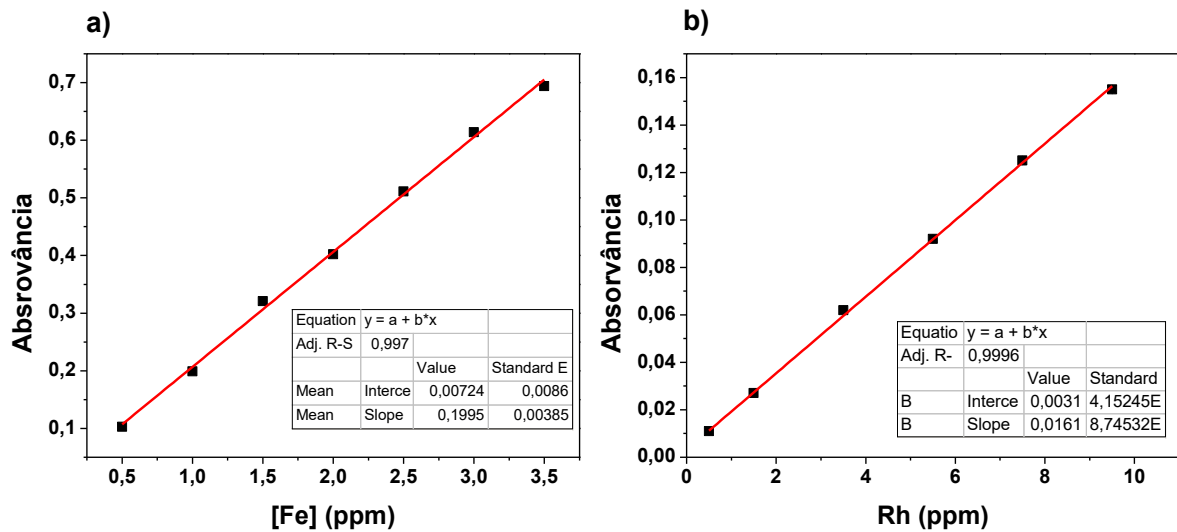 a)
Absrovância
0,7
0,6
0,5
0,4
0,3
0,2
0,1
0,5 1,0 1,5 2,0 2,5 3,0 3,5
[Fe] (ppm)
Equation y = a + b*x
Adj. R-S 0,997
Value Standard E
Mean Interce 0,00724 0,0086
Mean Slope 0,1995 0,00385
b)
Absorvância
0,16
0,14
0,12
0,10
0,08
0,06
0,04
0,02
0,00
0 2 4 6 8 10
Rh (ppm)
Equatio y = a + b*x
Adj. R- 0,9996
Value Standard
B Interce 0,0031 4,15245E
B Slope 0,0161 8,74532E